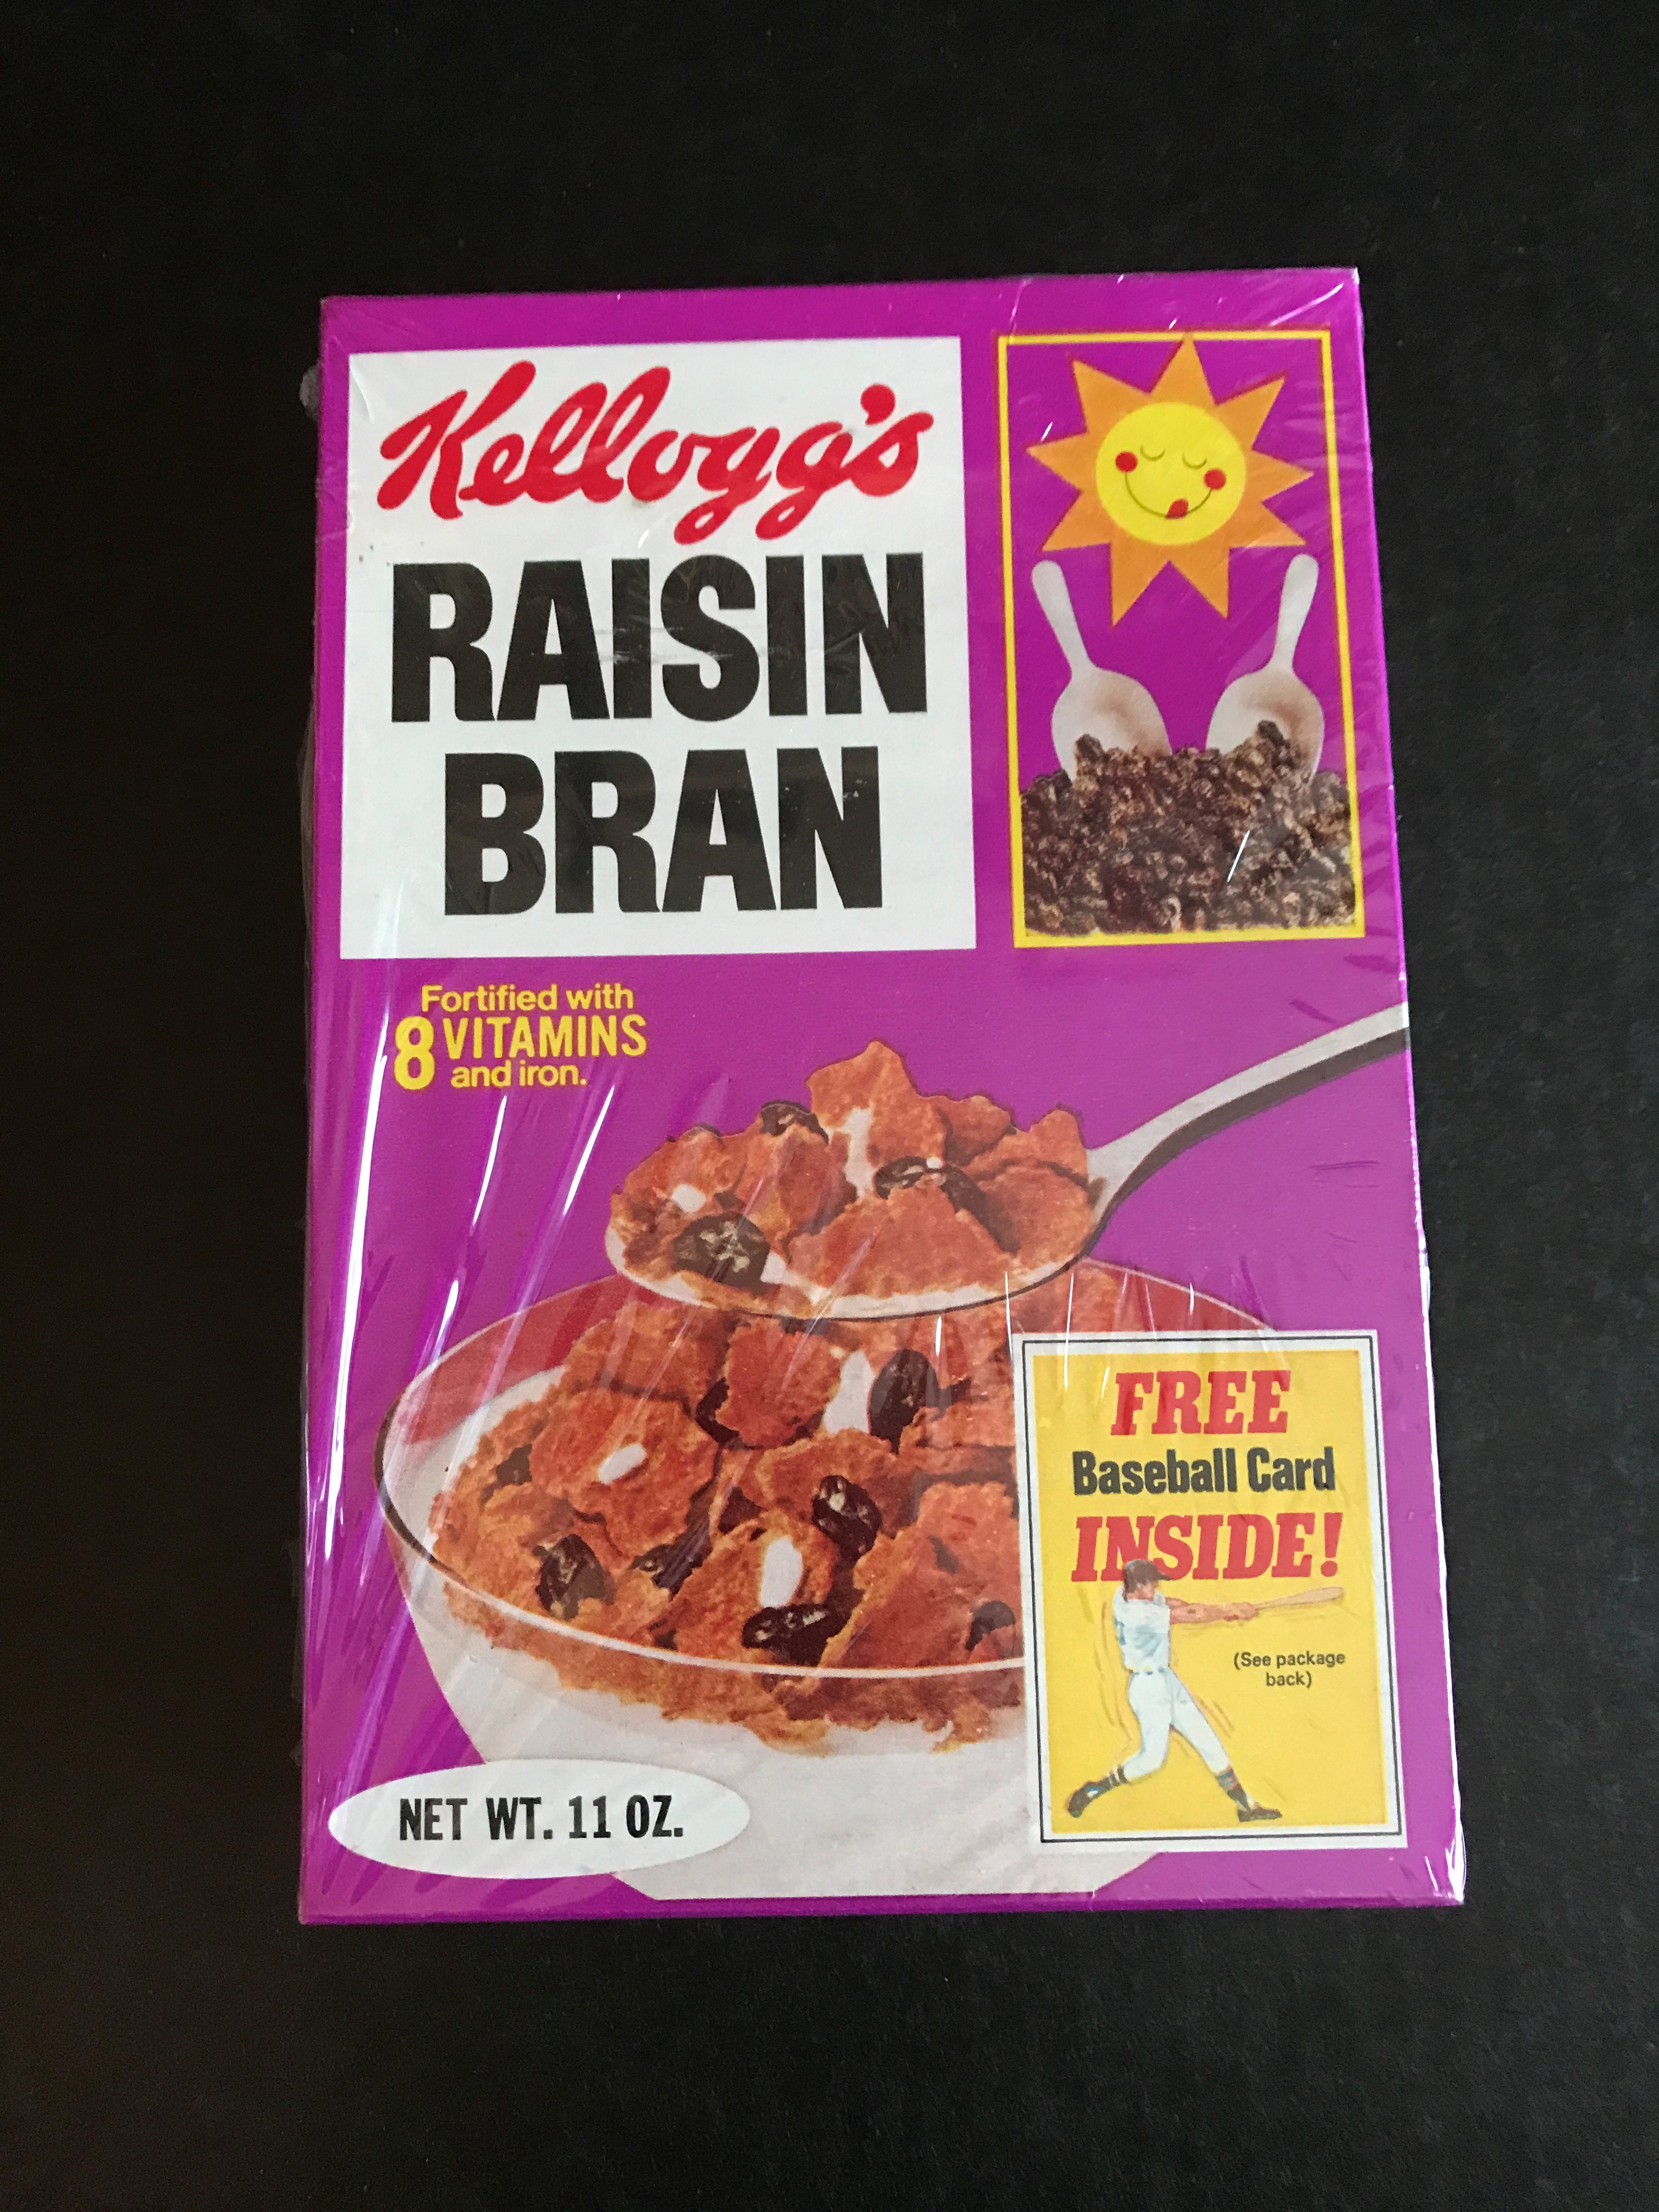 Kellogg's
RAISIN
BRAN
Fortified with
8 VITAMINS
and iron.
FREE
Baseball Card
INSIDE!
(See package
back)
NET WT. 11 OZ.